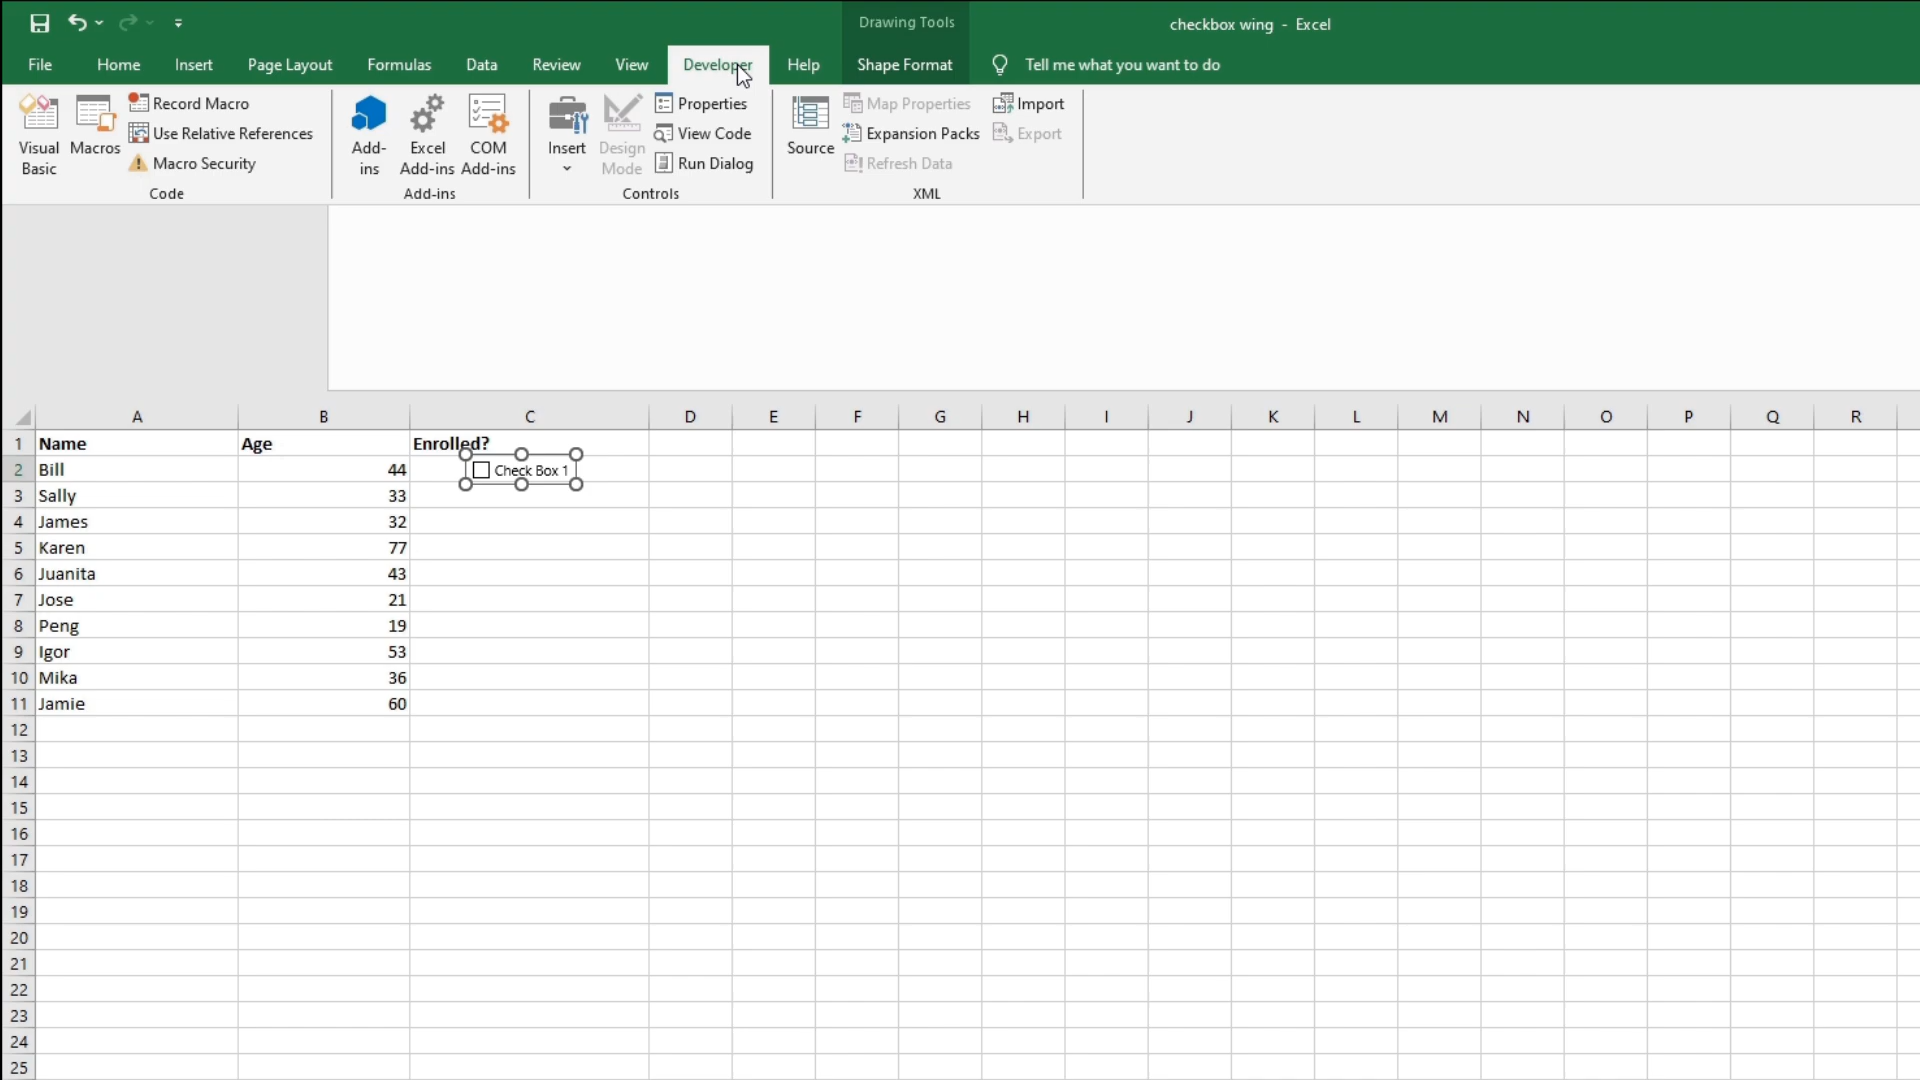 Drawing Tools
checkbox wing - Excel
File Home Insert Page Layout Formulas Data Review View Developer Help Shape Format Tell me what you want to do
Visual Basic
Macros
Record Macro
Use Relative References
Macro Security
Code
Add-ins
Excel Add-ins
COM Add-ins
Add-ins
Insert
Design Mode
Properties
View Code
Run Dialog
Controls
Source
Map Properties
Expansion Packs
Refresh Data
Import
Export
XML
A B C D E F G H I J K L M N O P Q R
1 Name Age Enrolled?
2 Bill 44 Check Box 1
3 Sally 33
4 James 32
5 Karen 77
6 Juanita 43
7 Jose 21
8 Peng 19
9 Igor 53
10 Mika 36
11 Jamie 60
12
13
14
15
16
17
18
19
20
21
22
23
24
25